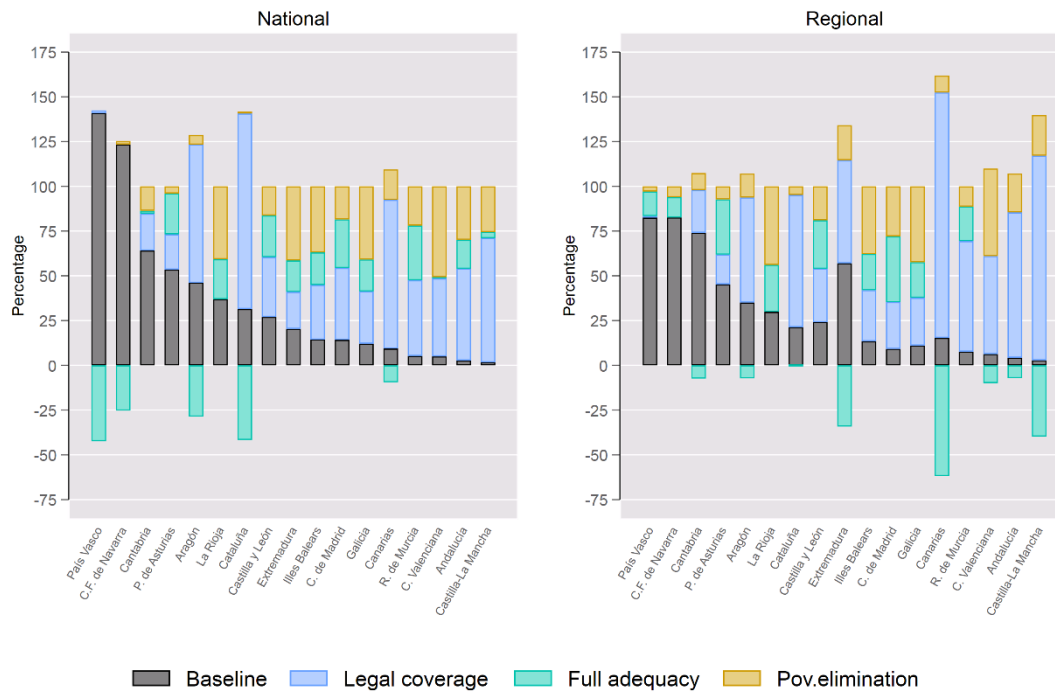 National
Regional
Percentage
175
150
125
100
75
50
25
0
-25
-50
-75
País Vasco
C.F. de Navarra
Cantabria
P. de Asturias
Aragón
La Rioja
Cataluña
Castilla y León
Extremadura
Illes Balears
C. de Madrid
Galicia
Canarias
R. de Murcia
C. Valenciana
Andalucía
Castilla-La Mancha
Percentage
175
150
125
100
75
50
25
0
-25
-50
-75
País Vasco
C.F. de Navarra
Cantabria
P. de Asturias
Aragón
La Rioja
Cataluña
Castilla y León
Extremadura
Illes Balears
C. de Madrid
Galicia
Canarias
R. de Murcia
C. Valenciana
Andalucía
Castilla-La Mancha
Baseline
Legal coverage
Full adequacy
Pov.elimination